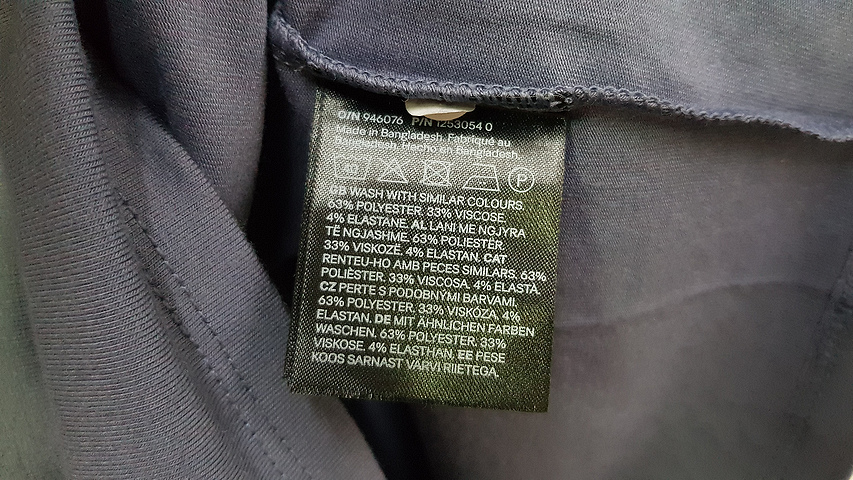 O/N 946076 P/N 1253054 0
Made in Bangladesh. Fabriqué au
Bangladesh. Hecho in Bangladesh.
GB WASH WITH SIMILAR COLOURS.
63% POLYESTER. 33% VISCOSE.
4% ELASTANE. AL LANI ME NGJYRA
TË NGJASHME. 63% POLIESTËR.
33% VISKOZË. 4% ELASTAN. CAT
RENTEU-HO AMB PECES SIMILARS. 63%
POLIÈSTER. 33% VISCOSA. 4% ELASTÀ.
CZ PERTE S PODOBNÝMI BARVAMI.
63% POLYESTER. 33% VISKÓZA. 4%
ELASTAN. DE MIT ÄHNLICHEN FARBEN
WASCHEN. 63% POLYESTER. 33%
VISKOSE. 4% ELASTHAN. EE PESE
KOOS SARNAST VÄRVI RIIETEGA.